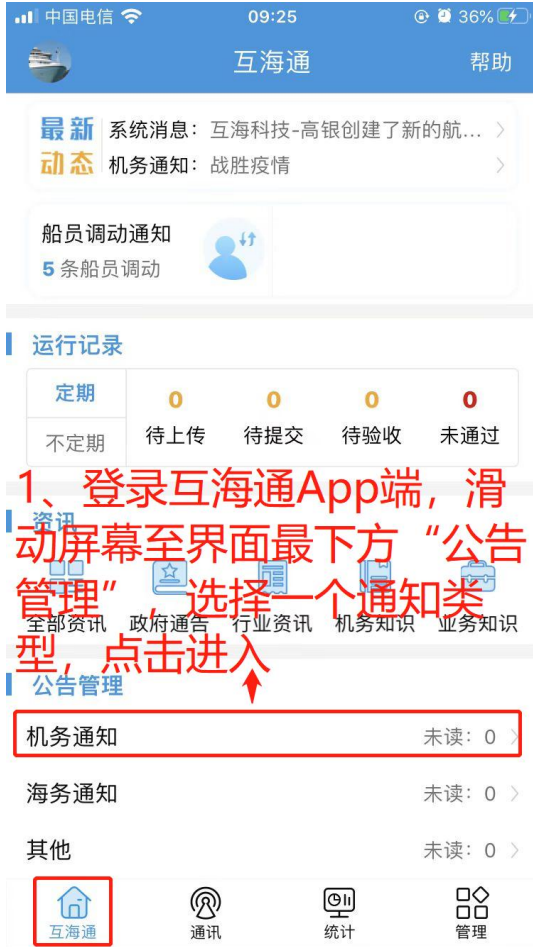 中国电信 09:25 36%
互海通 帮助
最新 系统消息：互海科技-高银创建了新的航...
动态 机务通知：战胜疫情
船员调动通知
5 条船员调动
运行记录
定期 0 0 0 0
不定期 待上传 待提交 待验收 未通过
1、登录互海通App端，滑
资讯
动屏幕至界面最下方“公告
管理”，选择一个通知类
全部资讯 政府通告 行业资讯 机务知识 业务知识
型，点击进入
公告管理
机务通知 未读：0
海务通知 未读：0
其他 未读：0
互海通 通讯 统计 管理